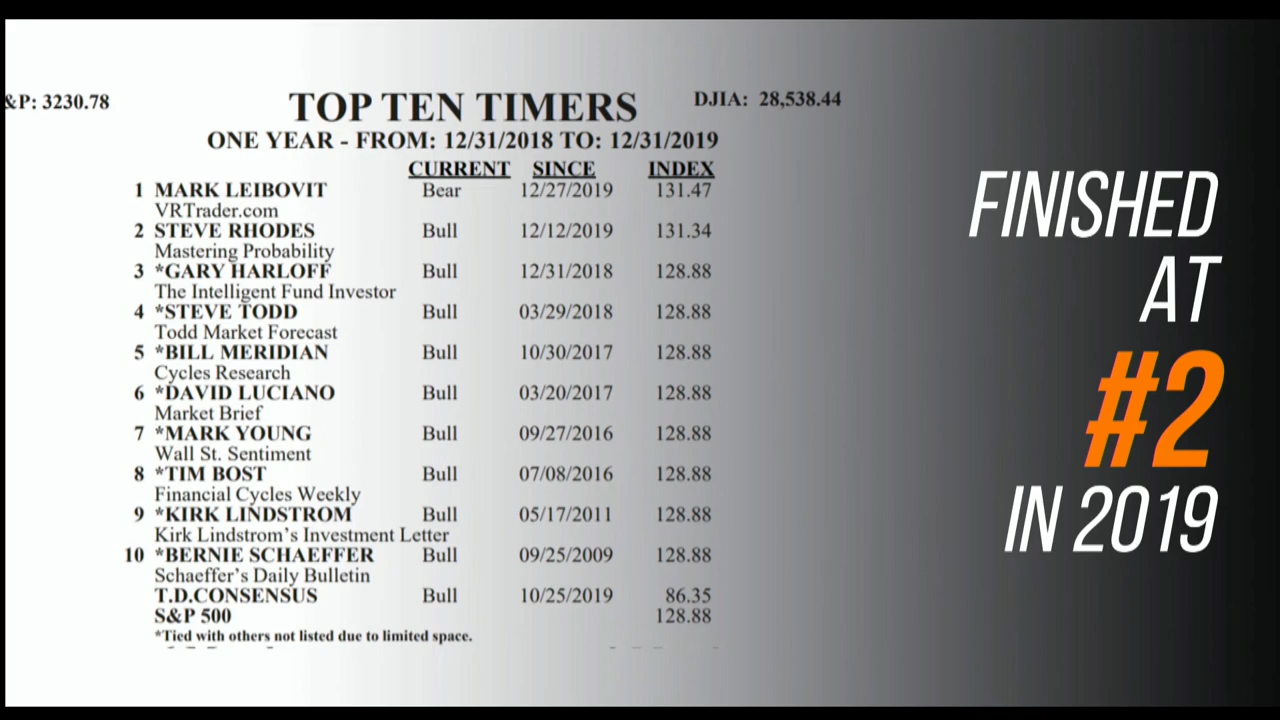 &P: 3230.78
TOP TEN TIMERS
DJIA: 28,538.44
ONE YEAR - FROM: 12/31/2018 TO: 12/31/2019
CURRENT SINCE INDEX
1 MARK LEIBOVIT Bear 12/27/2019 131.47
VRTrader.com
2 STEVE RHODES Bull 12/12/2019 131.34
Mastering Probability
3 *GARY HARLOFF Bull 12/31/2018 128.88
The Intelligent Fund Investor
4 *STEVE TODD Bull 03/29/2018 128.88
Todd Market Forecast
5 *BILL MERIDIAN Bull 10/30/2017 128.88
Cycles Research
6 *DAVID LUCIANO Bull 03/20/2017 128.88
Market Brief
7 *MARK YOUNG Bull 09/27/2016 128.88
Wall St. Sentiment
8 *TIM BOST Bull 07/08/2016 128.88
Financial Cycles Weekly
9 *KIRK LINDSTROM Bull 05/17/2011 128.88
Kirk Lindstrom's Investment Letter
10 *BERNIE SCHAEFFER Bull 09/25/2009 128.88
Schaeffer's Daily Bulletin
T.D.CONSENSUS Bull 10/25/2019 86.35
S&P 500 128.88
*Tied with others not listed due to limited space.
FINISHED
AT
#2
IN 2019